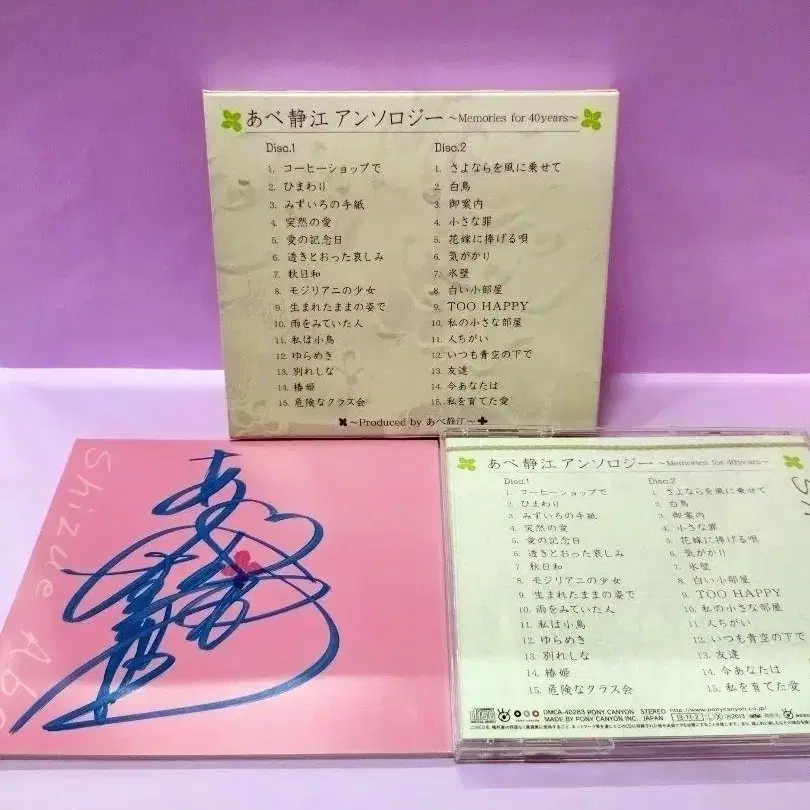 あべ静江 アンソロジー ～Memories for 40years～
Disc.1
1. コーヒーショップで
2. ひまわり
3. みずいろの手紙
4. 突然の愛
5. 愛の記念日
6. 透きとおった哀しみ
7. 秋日和
8. モジリアニの少女
9. 生まれたままの姿で
10. 雨をみていた人
11. 私は小鳥
12. ゆらめき
13. 別れしな
14. 椿姫
15. 危険なクラス会
Disc.2
1. さよならを風に乗せて
2. 白鳥
3. 御案内
4. 小さな罪
5. 花嫁に捧げる唄
6. 気がかり
7. 氷壁
8. 白い小部屋
9. TOO HAPPY
10. 私の小さな部屋
11. 人ちがい
12. いつも青空の下で
13. 友達
14. 今あなたは
15. 私を育てた愛
～Produced by あべ静江～
Shizue Abe
あべ静江 アンソロジー ～Memories for 40years～
Disc.1
1. コーヒーショップで
2. ひまわり
3. みずいろの手紙
4. 突然の愛
5. 愛の記念日
6. 透きとおった哀しみ
7. 秋日和
8. モジリアニの少女
9. 生まれたままの姿で
10. 雨をみていた人
11. 私は小鳥
12. ゆらめき
13. 別れしな
14. 椿姫
15. 危険なクラス会
Disc.2
1. さよならを風に乗せて
2. 白鳥
3. 御案内
4. 小さな罪
5. 花嫁に捧げる唄
6. 気がかり
7. 氷壁
8. 白い小部屋
9. TOO HAPPY
10. 私の小さな部屋
11. 人ちがい
12. いつも青空の下で
13. 友達
14. 今あなたは
15. 私を育てた愛
DMCA-40283 PONY CANYON STEREO http://www.ponycanyon.co.jp/
MADE BY PONY CANYON INC. JAPAN 13·11·2